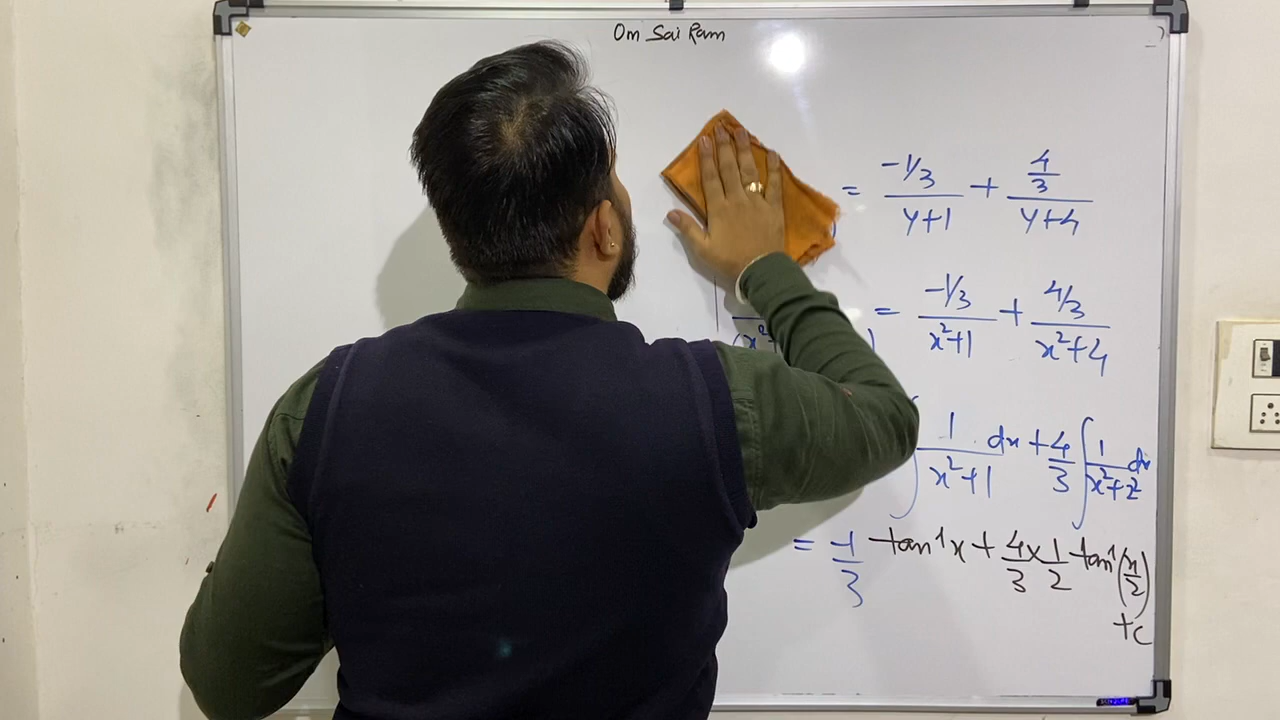 Om Sai Ram
= -1/3 / y+1 + 4/3 / y+4
= -1/3 / x²+1 + 4/3 / x²+4
∫ 1/x²+1 dx + 4/3 ∫ 1/x²+2² dx
= -1/3 tan⁻¹x + 4/3 × 1/2 tan⁻¹(x/2)
+c